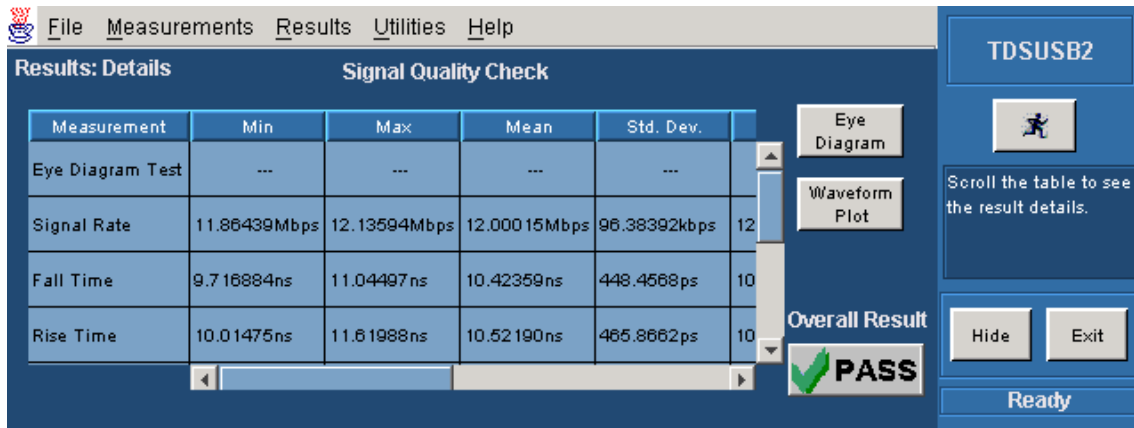 File Measurements Results Utilities Help
TDSUSB2
Results: Details
Signal Quality Check
Measurement Min Max Mean Std. Dev.
Eye Diagram Test --- --- --- ---
Signal Rate 11.86439Mbps 12.13594Mbps 12.00015Mbps 96.38392kbps 12
Fall Time 9.716884ns 11.04497ns 10.42359ns 448.4568ps 10
Rise Time 10.01475ns 11.61988ns 10.52190ns 465.8662ps 10
Eye
Diagram
Waveform
Plot
Overall Result
PASS
Scroll the table to see
the result details.
Hide Exit
Ready